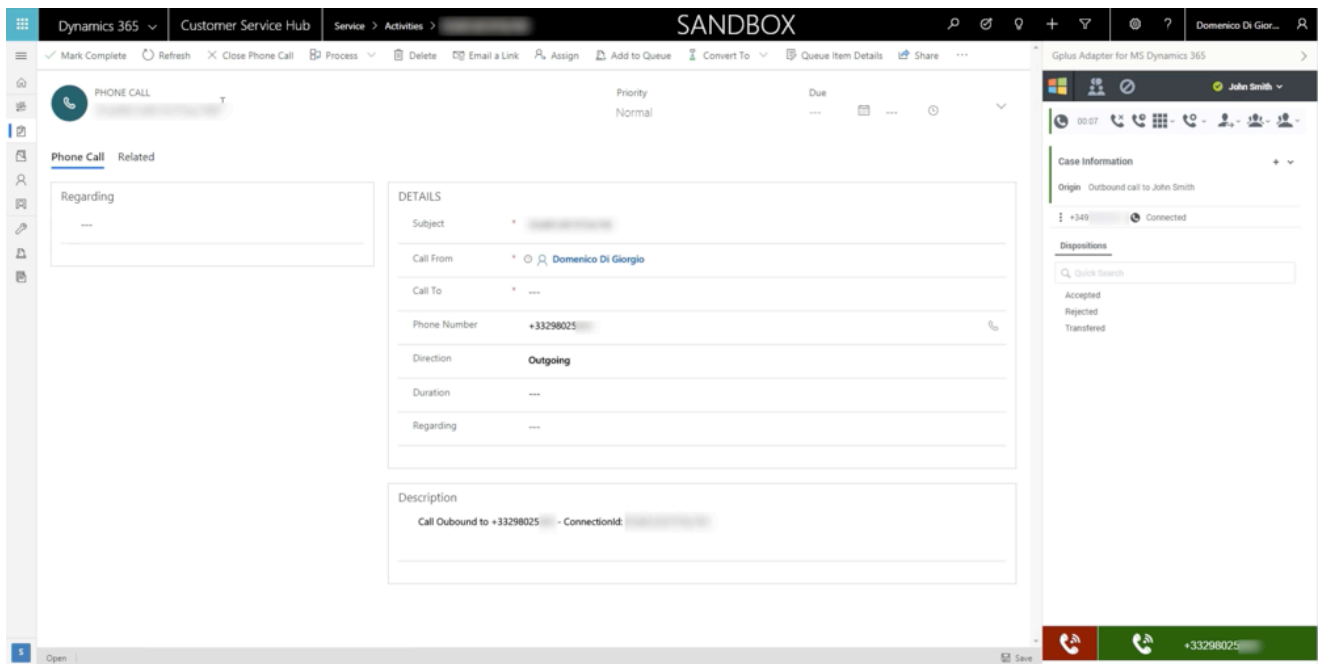 Dynamics 365
Customer Service Hub
Service > Activities >
SANDBOX
Domenico Di Gior...
Mark Complete
Refresh
Close Phone Call
Process
Delete
Email a Link
Assign
Add to Queue
Convert To
Queue Item Details
Share
...
Gplus Adapter for MS Dynamics 365
PHONE CALL
Priority
Normal
Due
---
---
John Smith
00:07
Phone Call
Related
Case Information
Origin Outbound call to John Smith
+349
Connected
Dispositions
Quick Search
Accepted
Rejected
Transfered
Regarding
---
DETAILS
Subject *
Call From * Domenico Di Giorgio
Call To * ---
Phone Number +33298025
Direction Outgoing
Duration ---
Regarding ---
Description
Call Oubound to +33298025 - ConnectionId:
S
Open
Save
+33298025